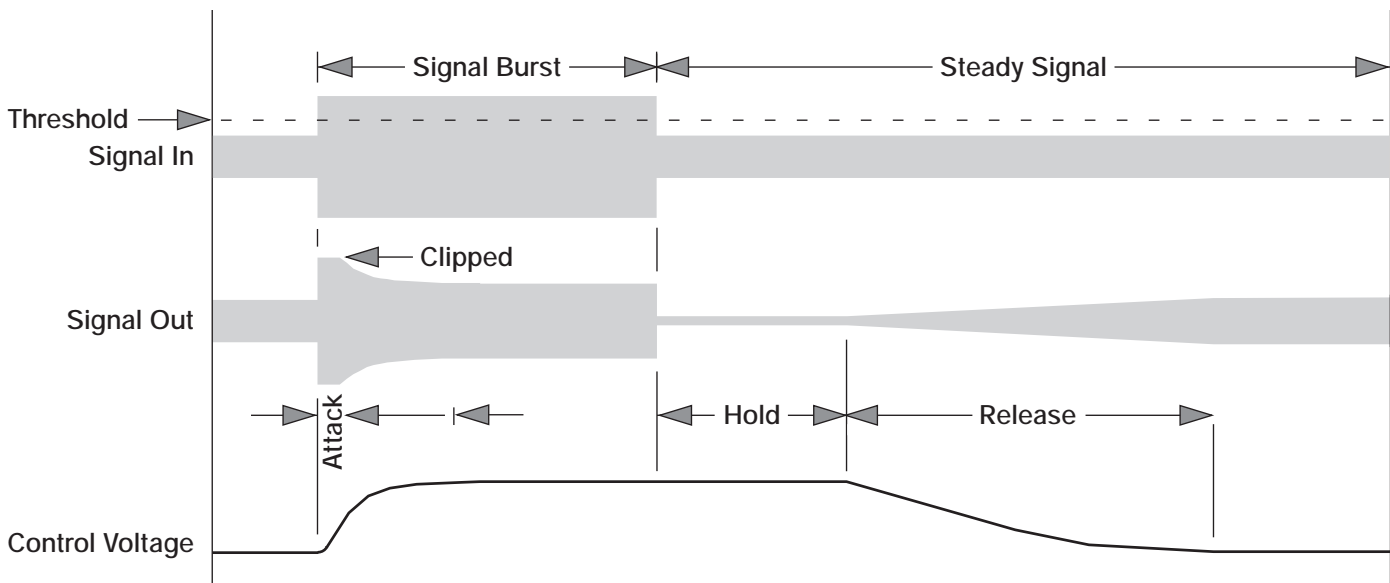 Signal Burst
Steady Signal
Threshold
Signal In
Clipped
Signal Out
Attack
Hold
Release
Control Voltage